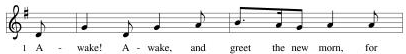 1 A - wake! A - wake, and greet the new morn, for